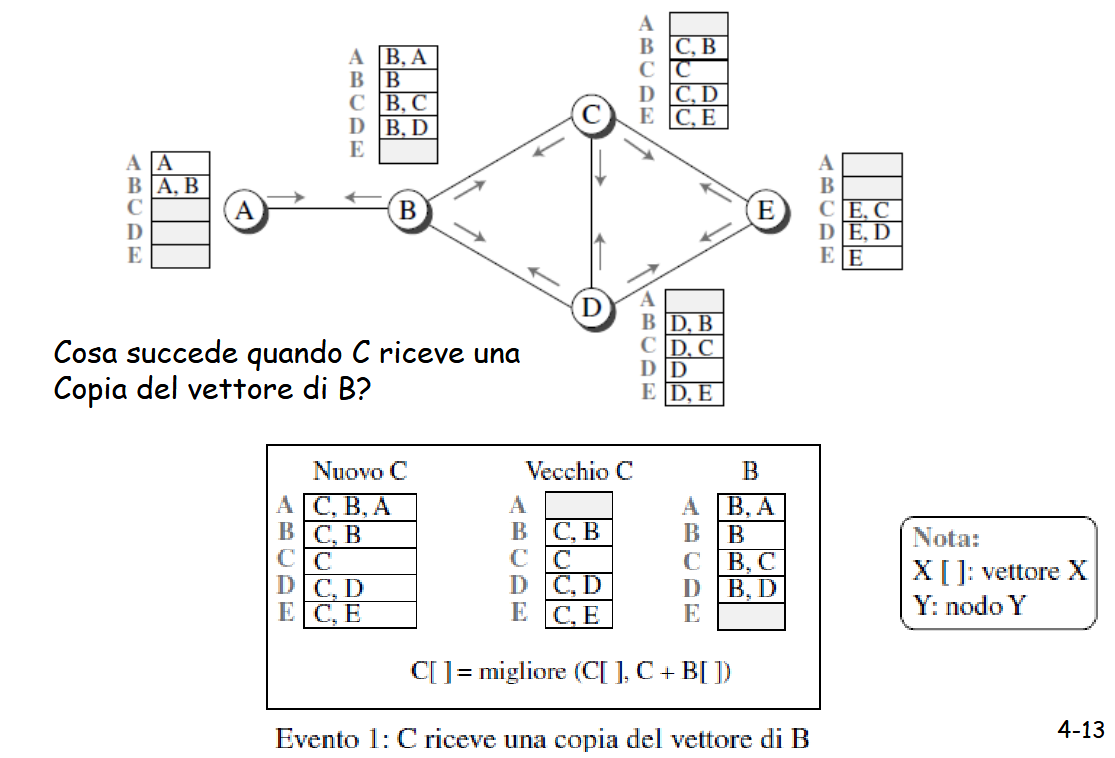 A
B C, B
C C
D C, D
E C, E
A B, A
B B
C B, C
D B, D
E
A A
B A, B
C
D
E
A
B
C E, C
D E, D
E E
C
A
B
E
D
A
B D, B
C D, C
D D
E D, E
Cosa succede quando C riceve una
Copia del vettore di B?
Nuovo C
A C, B, A
B C, B
C C
D C, D
E C, E
Vecchio C
A
B C, B
C C
D C, D
E C, E
B
A B, A
B B
C B, C
D B, D
E
C[ ] = migliore (C[ ], C + B[ ])
Nota:
X [ ]: vettore X
Y: nodo Y
Evento 1: C riceve una copia del vettore di B
4-13